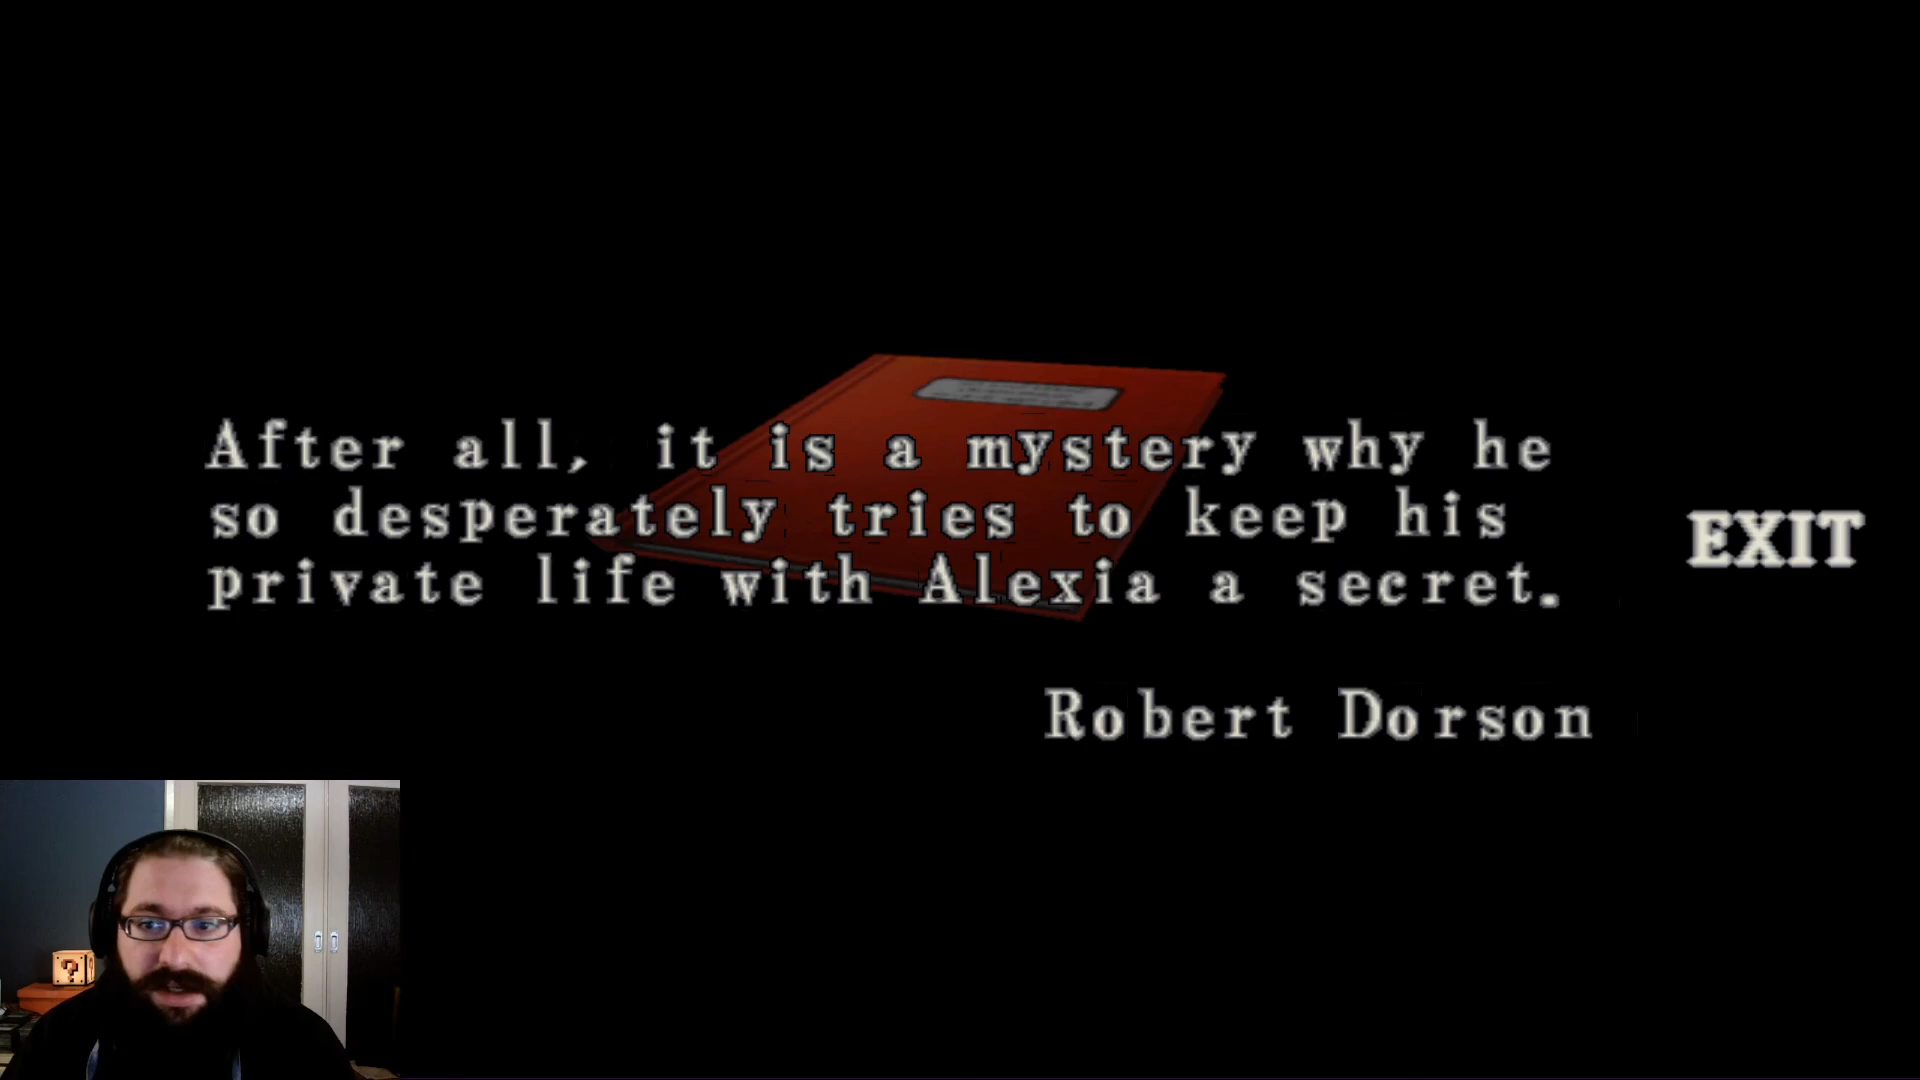 After all, it is a mystery why he
so desperately tries to keep his
private life with Alexia a secret.
EXIT
Robert Dorson
?